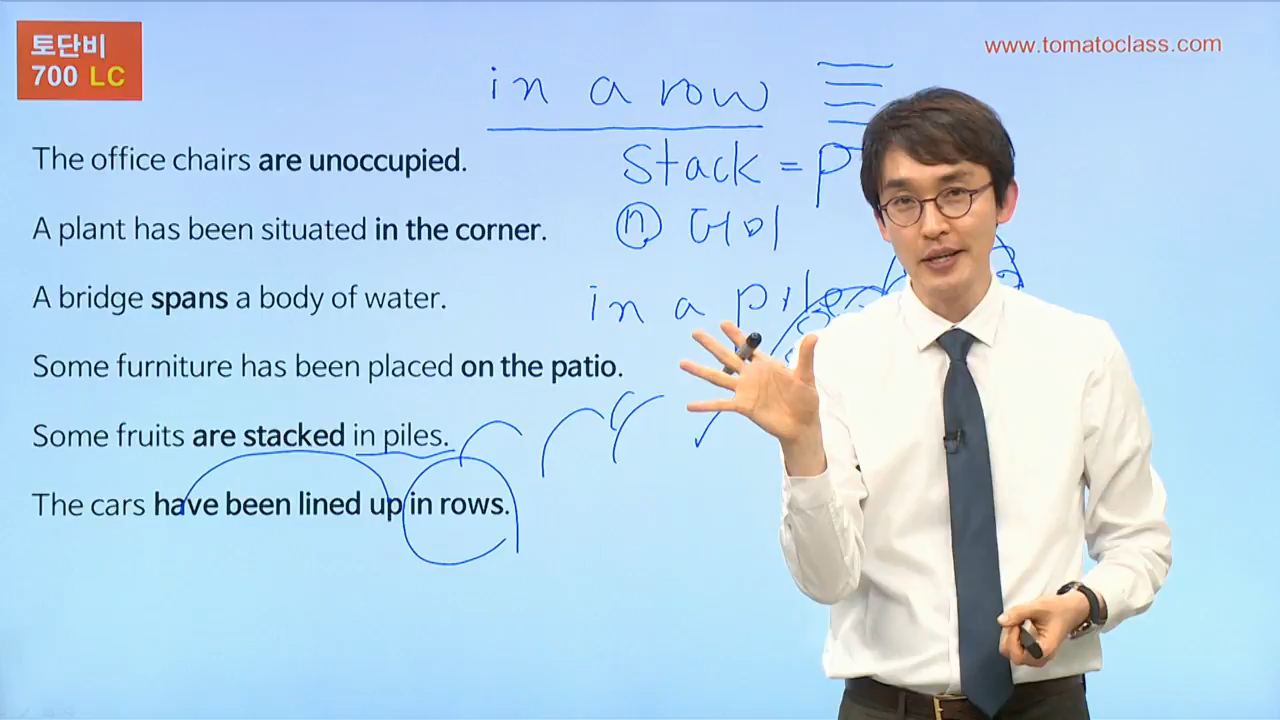 토단비
700 LC
www.tomatoclass.com
in a row
The office chairs are unoccupied.
stack = P
ⓝ 더미
A plant has been situated in the corner.
in a pile
A bridge spans a body of water.
Some furniture has been placed on the patio.
Some fruits are stacked in piles.
The cars have been lined up in rows.